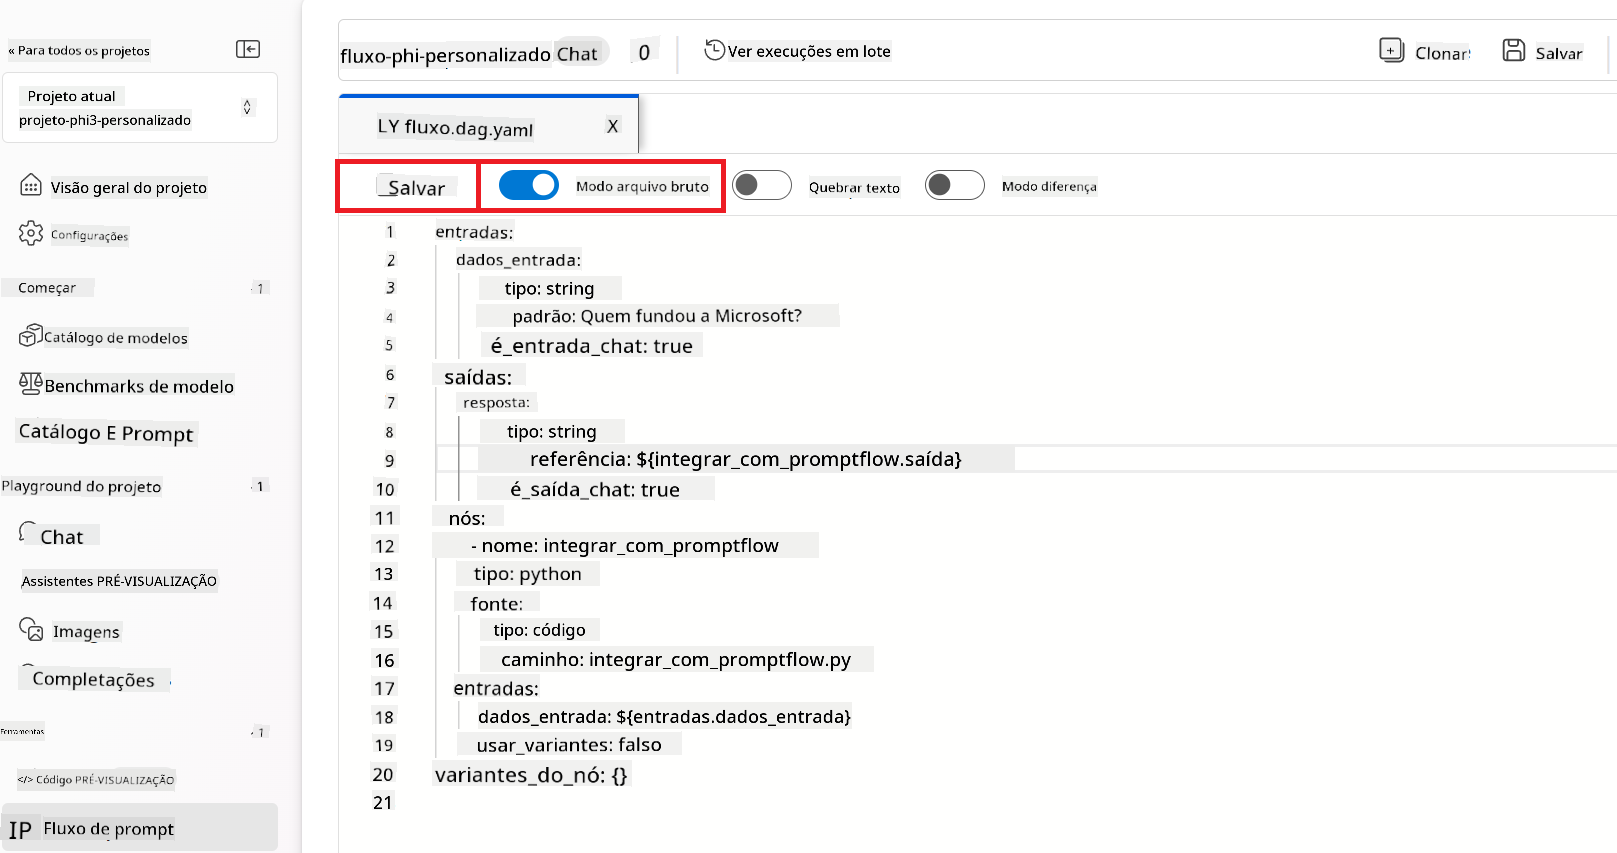 « Para todos os projetos
Projeto atual
projeto-phi3-personalizado
Visão geral do projeto
Configurações
Começar 1
Catálogo de modelos
Benchmarks de modelo
Catálogo E Prompt
Playground do projeto 1
Chat
Assistentes PRÉ-VISUALIZAÇÃO
Imagens
Completações
Ferramentas 1
</> Código PRÉ-VISUALIZAÇÃO
IP Fluxo de prompt
fluxo-phi-personalizado Chat 0 Ver execuções em lote Clonar Salvar
LY fluxo.dag.yaml X
Salvar Modo arquivo bruto Quebrar texto Modo diferença
1 entradas:
2 dados_entrada:
3 tipo: string
4 padrão: Quem fundou a Microsoft?
5 é_entrada_chat: true
6 saídas:
7 resposta:
8 tipo: string
9 referência: ${integrar_com_promptflow.saída}
10 é_saída_chat: true
11 nós:
12 - nome: integrar_com_promptflow
13 tipo: python
14 fonte:
15 tipo: código
16 caminho: integrar_com_promptflow.py
17 entradas:
18 dados_entrada: ${entradas.dados_entrada}
19 usar_variantes: falso
20 variantes_do_nó: {}
21